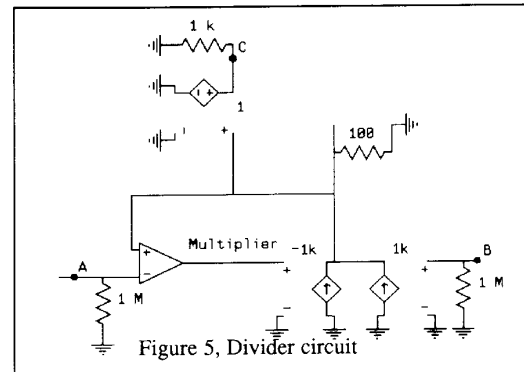 1 k
C
1
- +
100
A
+
-
Multiplier
-1k
1k
B
+
-
+
-
1 M
1 M
Figure 5, Divider circuit